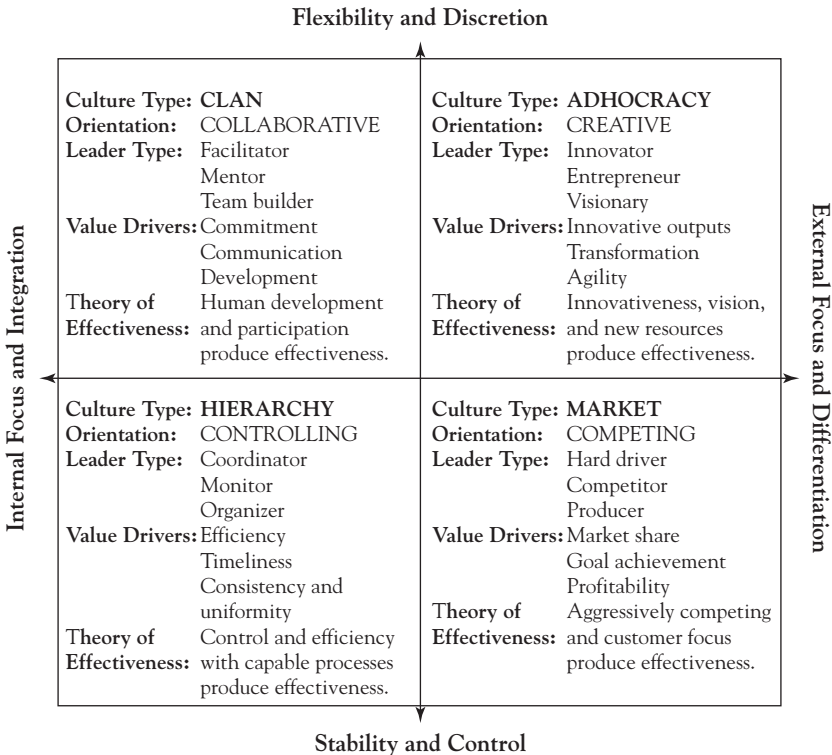 Flexibility and Discretion
Internal Focus and Integration
Culture Type: CLAN
Orientation: COLLABORATIVE
Leader Type: Facilitator
Mentor
Team builder
Value Drivers: Commitment
Communication
Development
Theory of Human development
Effectiveness: and participation
produce effectiveness.
Culture Type: ADHOCRACY
Orientation: CREATIVE
Leader Type: Innovator
Entrepreneur
Visionary
Value Drivers: Innovative outputs
Transformation
Agility
Theory of Innovativeness, vision,
Effectiveness: and new resources
produce effectiveness.
Culture Type: HIERARCHY
Orientation: CONTROLLING
Leader Type: Coordinator
Monitor
Organizer
Value Drivers: Efficiency
Timeliness
Consistency and
uniformity
Theory of Control and efficiency
Effectiveness: with capable processes
produce effectiveness.
Culture Type: MARKET
Orientation: COMPETING
Leader Type: Hard driver
Competitor
Producer
Value Drivers: Market share
Goal achievement
Profitability
Theory of Aggressively competing
Effectiveness: and customer focus
produce effectiveness.
External Focus and Differentiation
Stability and Control